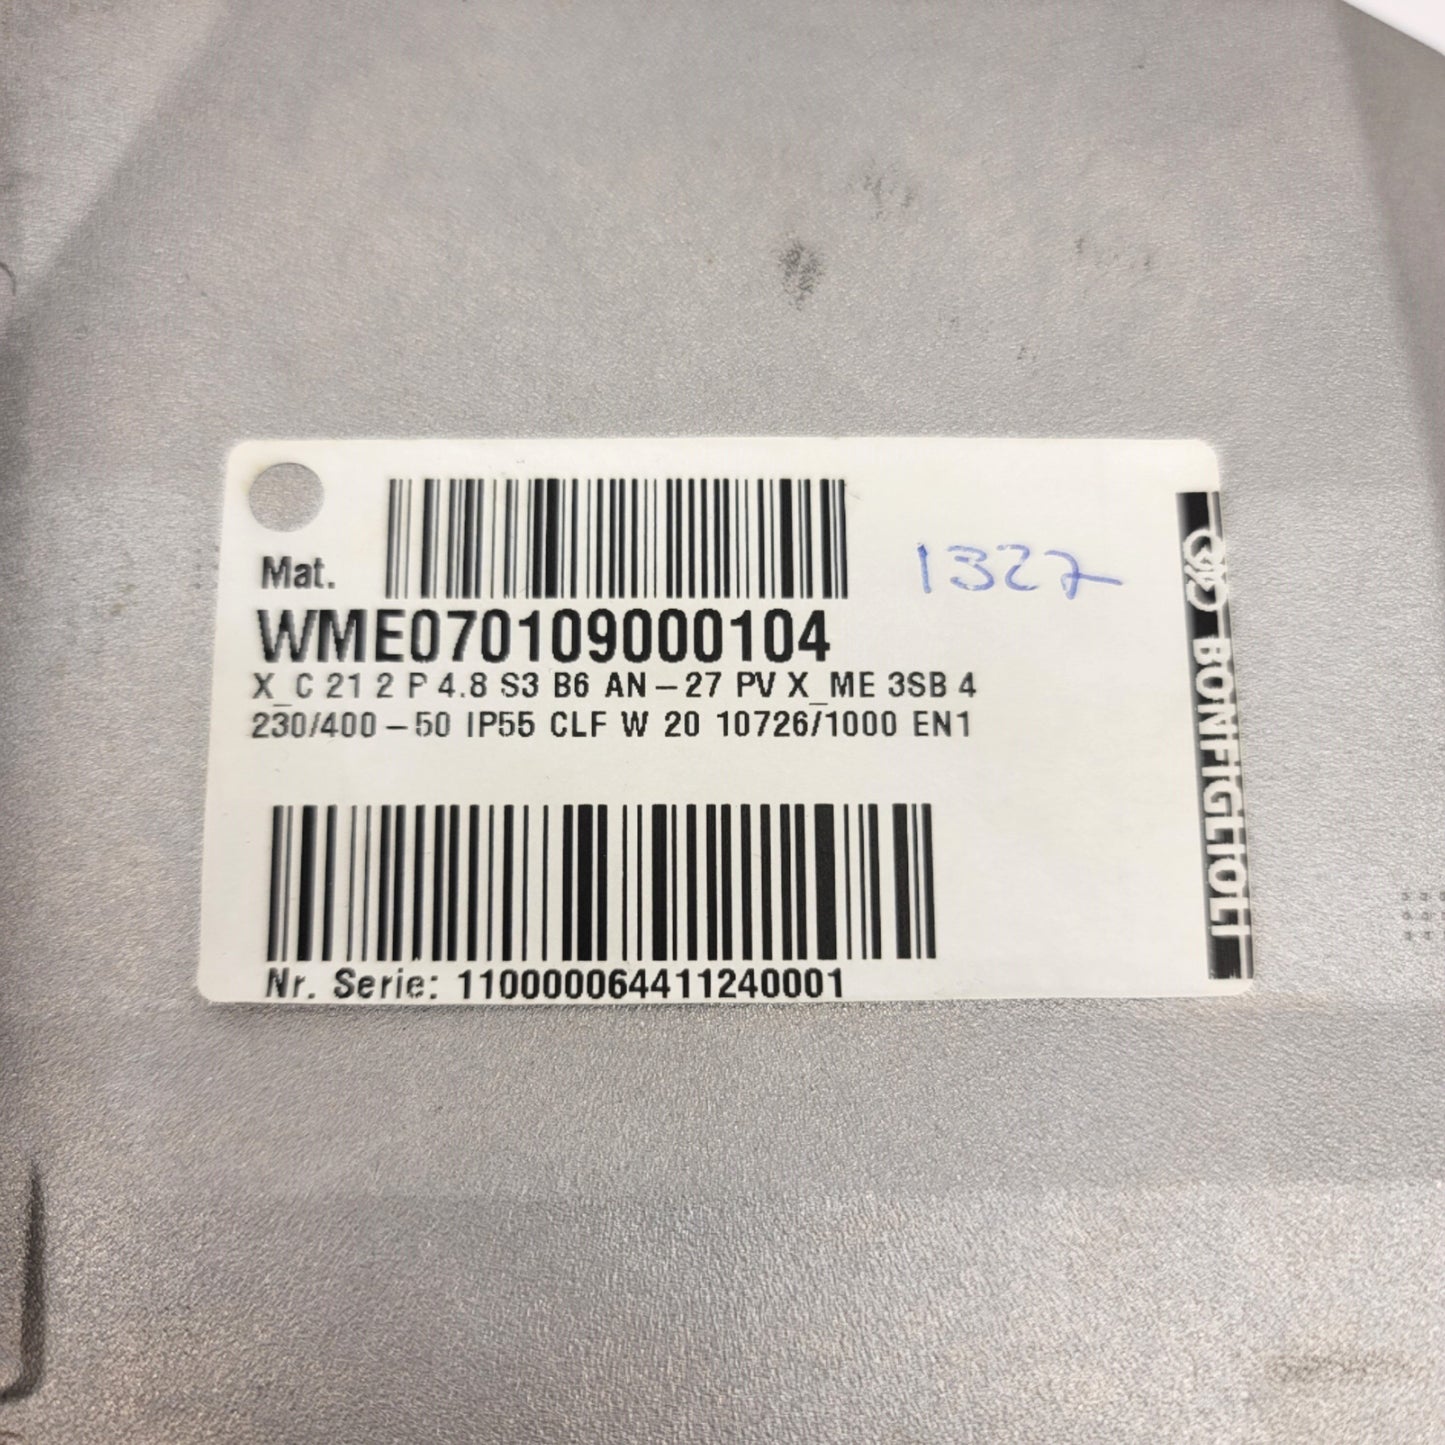 Mat.
1327
WME070109000104
X_C 21 2 P 4.8 S3 B6 AN-27 PV X_ME 3SB 4
230/400-50 IP55 CLF W 20 10726/1000 EN1
Nr. Serie: 110000064411240001
BONFIGLIOLI